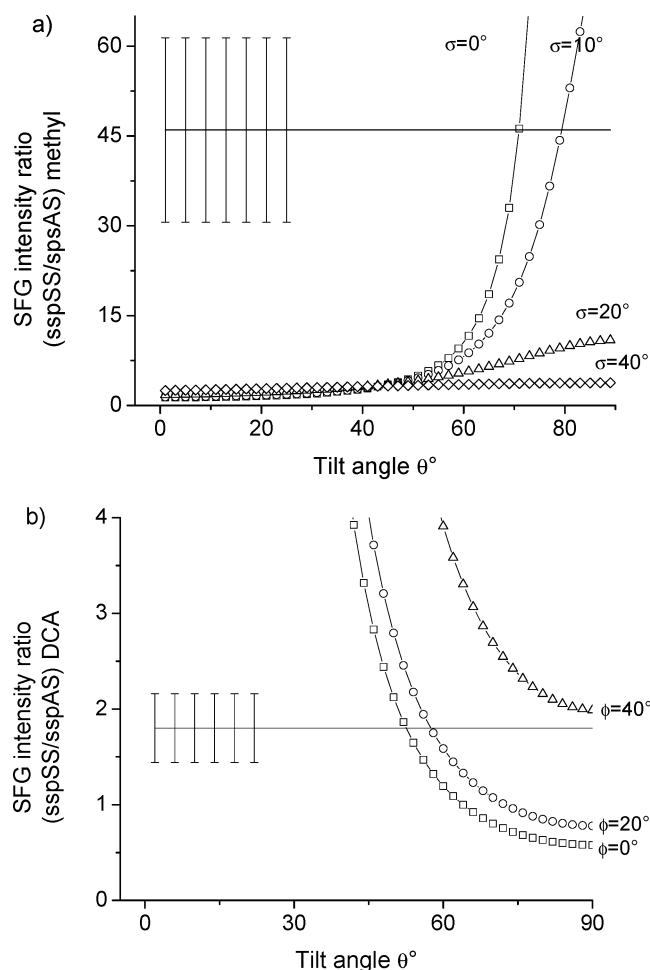 a)
SFG intensity ratio
(sspSS/spsAS) methyl
60
45
30
15
0
σ=0°
σ=10°
σ=20°
σ=40°
0 20 40 60 80
Tilt angle θ°
b)
SFG intensity ratio
(sspSS/sspAS) DCA
4
3
2
1
0
ϕ=40°
ϕ=20°
ϕ=0°
0 30 60 90
Tilt angle θ°